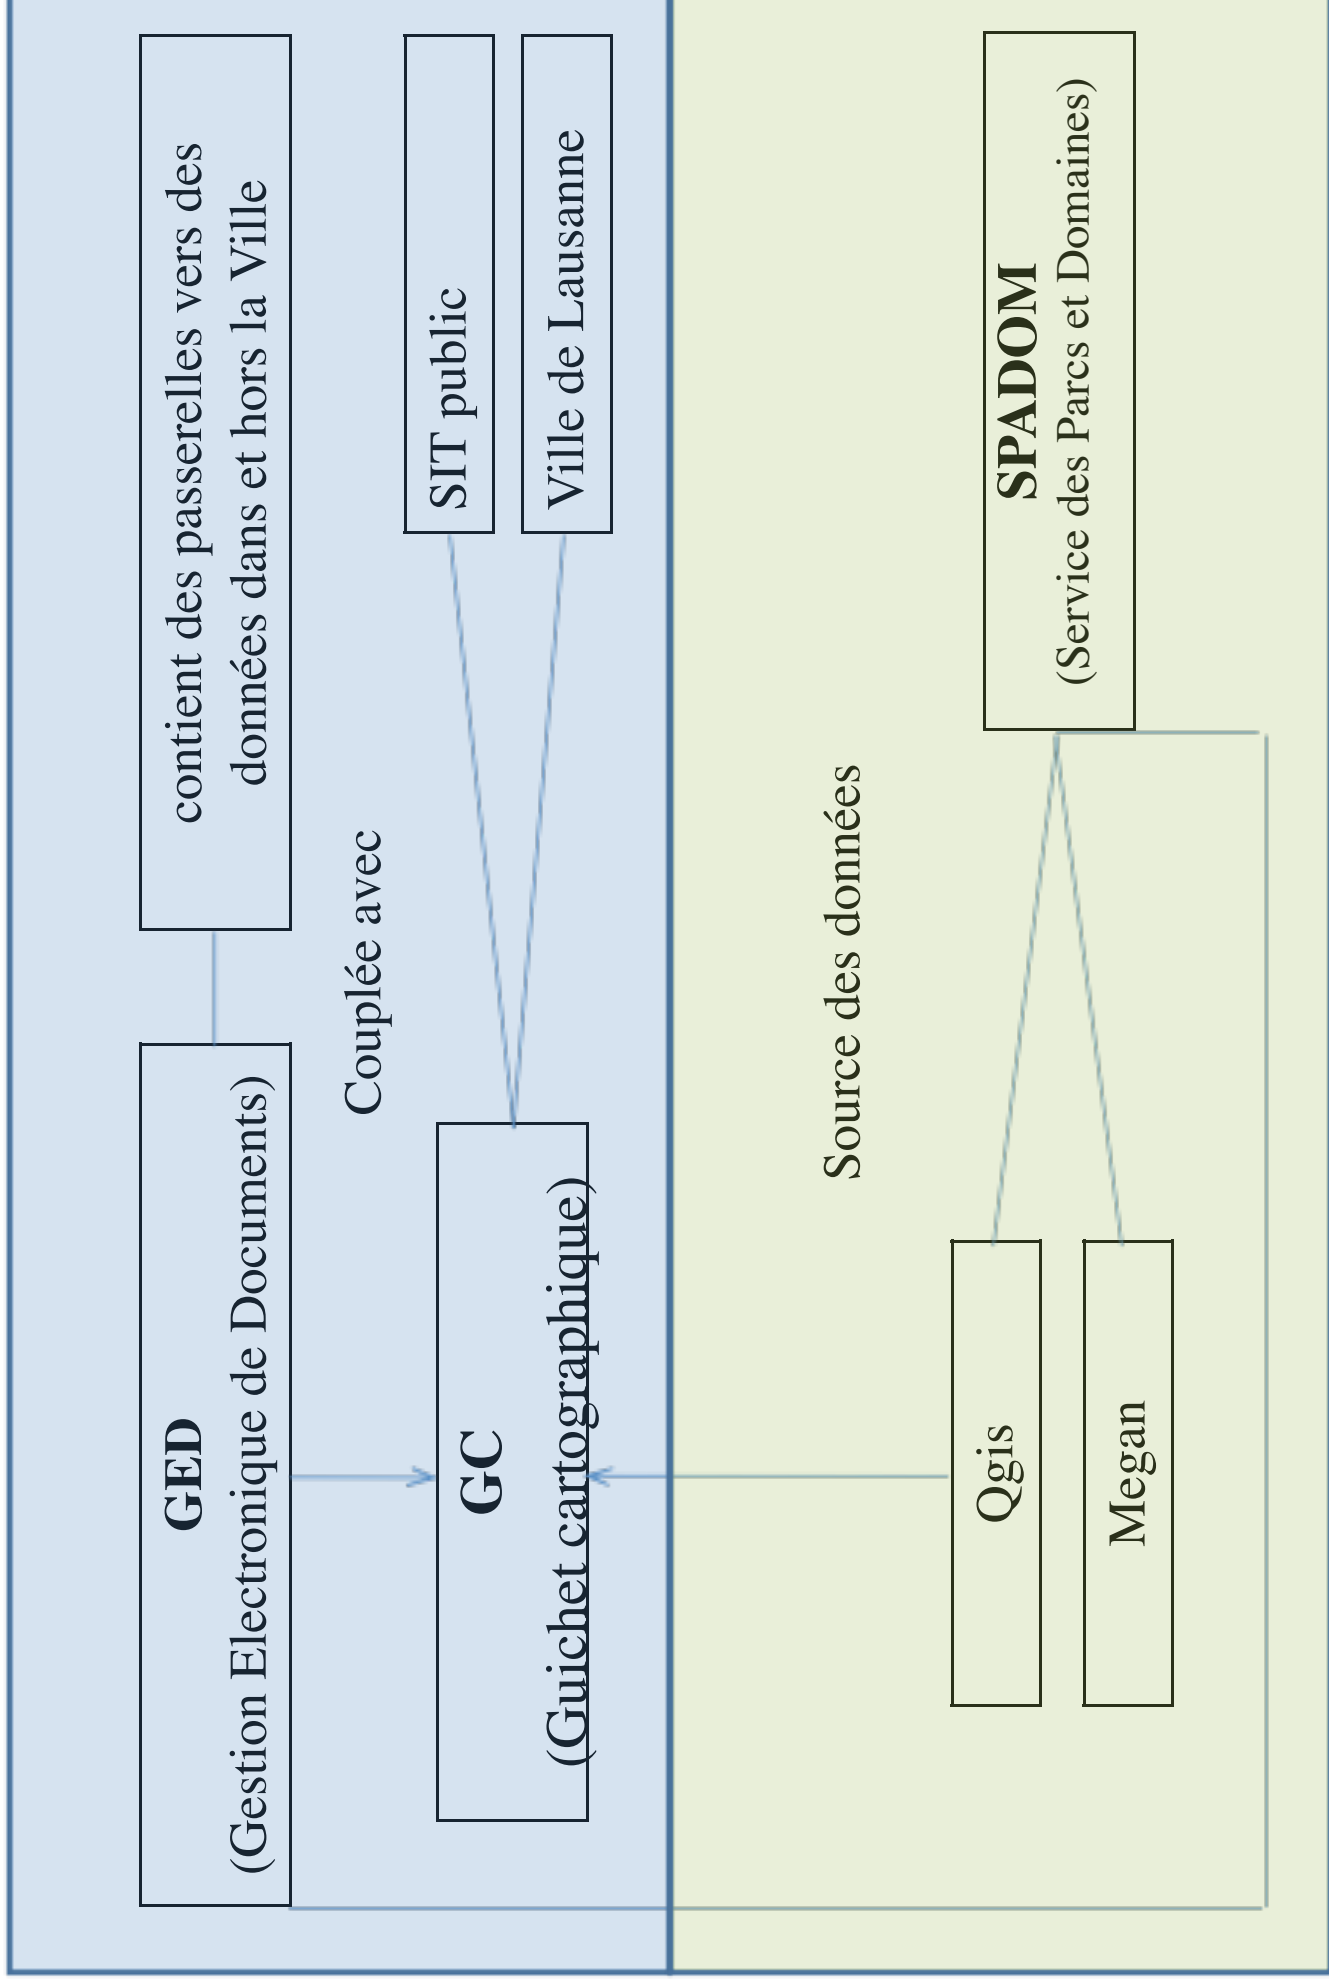 GED
(Gestion Electronique de Documents)
contient des passerelles vers des
données dans et hors la Ville
Couplée avec
GC
(Guichet cartographique)
SIT public
Ville de Lausanne
Source des données
Qgis
Megan
SPADOM
(Service des Parcs et Domaines)